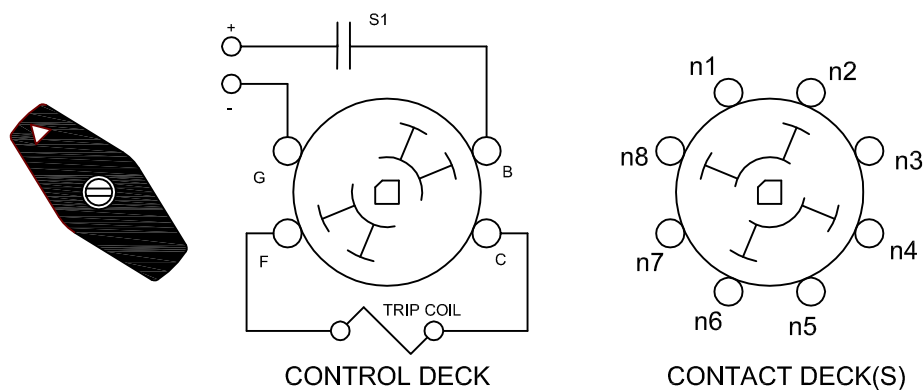 S1
+
-
G
B
F
C
TRIP COIL
CONTROL DECK
n1
n2
n8
n3
n7
n4
n6
n5
CONTACT DECK(S)